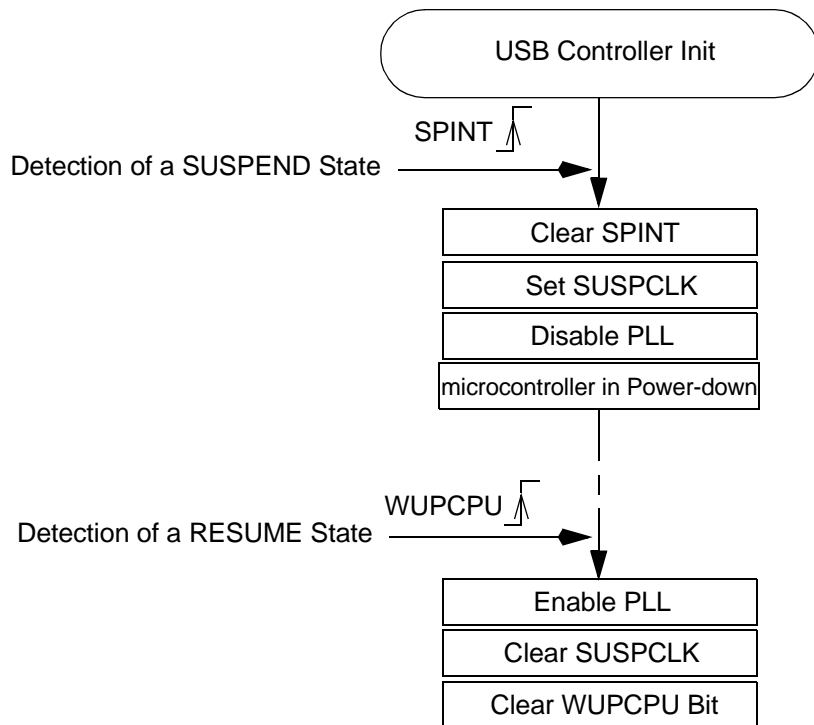 USB Controller Init
SPINT
Detection of a SUSPEND State
Clear SPINT
Set SUSPCLK
Disable PLL
microcontroller in Power-down
WUPCPU
Detection of a RESUME State
Enable PLL
Clear SUSPCLK
Clear WUPCPU Bit